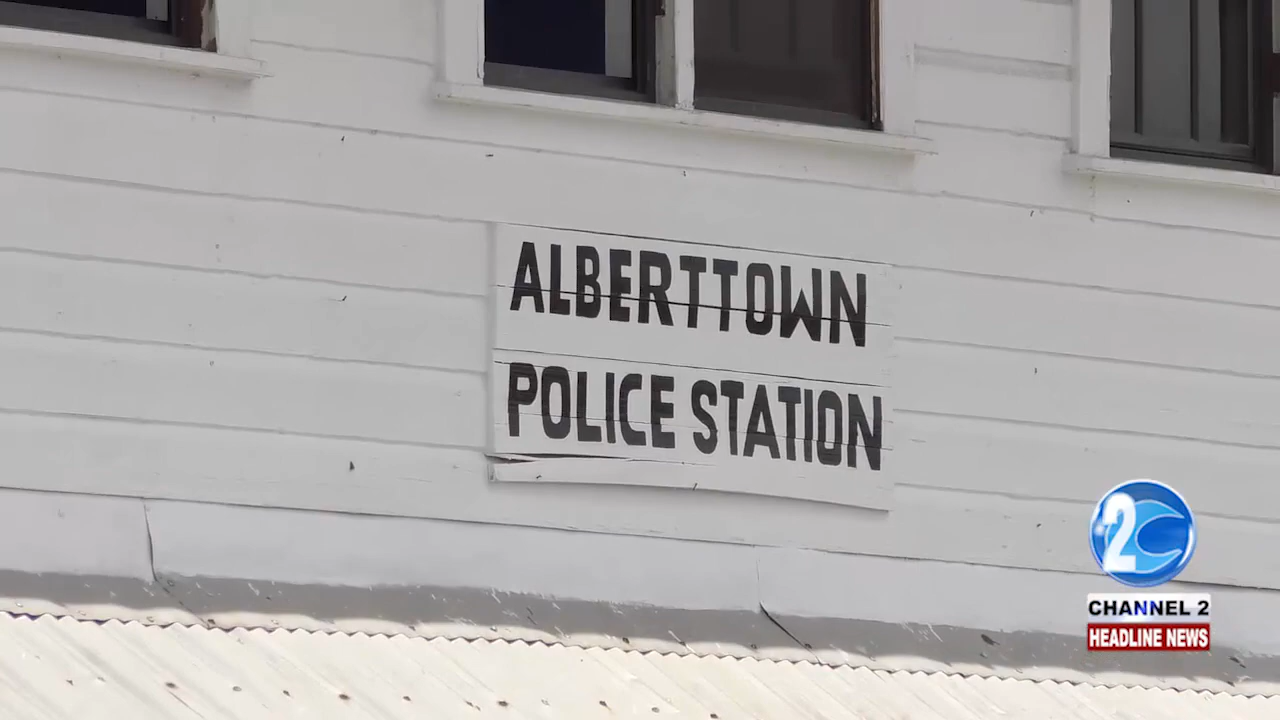 ALBERTTOWN
POLICE STATION
2
CHANNEL 2
HEADLINE NEWS